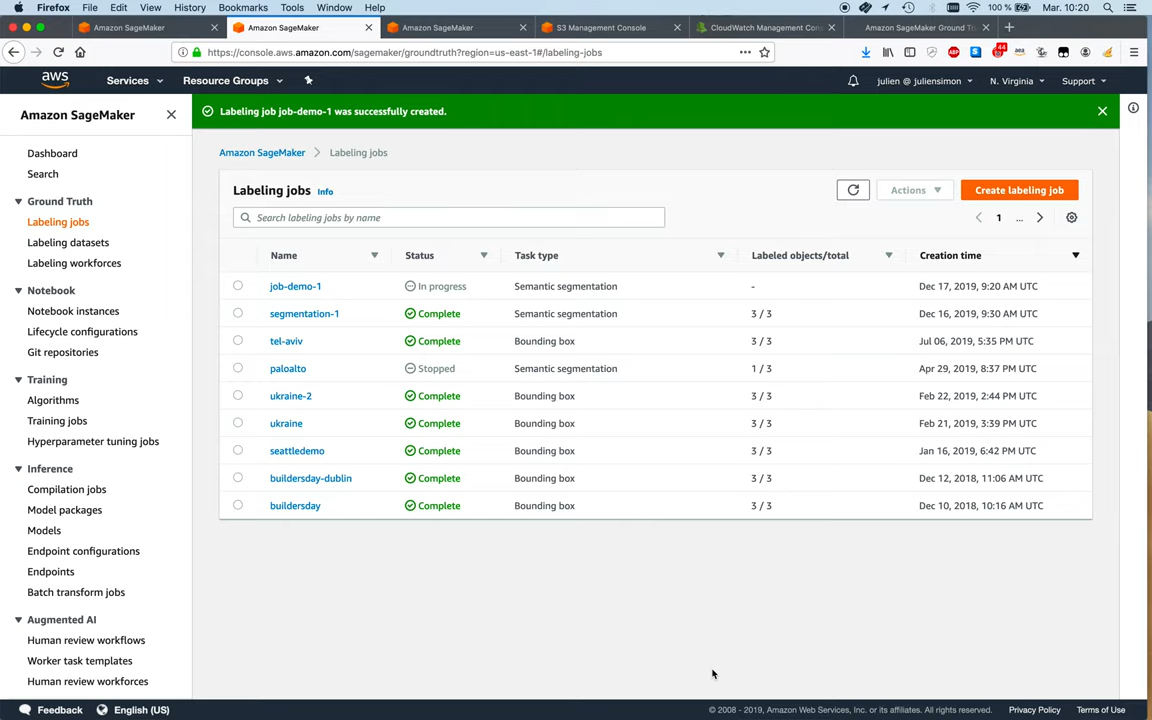 Firefox File Edit View History Bookmarks Tools Window Help 100 % Mar. 10:20
Amazon SageMaker Amazon SageMaker Amazon SageMaker S3 Management Console CloudWatch Management Con Amazon SageMaker Ground Tr
https://console.aws.amazon.com/sagemaker/groundtruth?region=us-east-1#/labeling-jobs
44
aws Services Resource Groups julien @ juliensimon N. Virginia Support
Amazon SageMaker
Dashboard
Search
Ground Truth
Labeling jobs
Labeling datasets
Labeling workforces
Notebook
Notebook instances
Lifecycle configurations
Git repositories
Training
Algorithms
Training jobs
Hyperparameter tuning jobs
Inference
Compilation jobs
Model packages
Models
Endpoint configurations
Endpoints
Batch transform jobs
Augmented AI
Human review workflows
Worker task templates
Human review workforces
Labeling job job-demo-1 was successfully created.
Amazon SageMaker > Labeling jobs
Labeling jobs Info
Actions Create labeling job
Search labeling jobs by name
1 ...
Name Status Task type Labeled objects/total Creation time
job-demo-1 In progress Semantic segmentation - Dec 17, 2019, 9:20 AM UTC
segmentation-1 Complete Semantic segmentation 3 / 3 Dec 16, 2019, 9:30 AM UTC
tel-aviv Complete Bounding box 3 / 3 Jul 06, 2019, 5:35 PM UTC
paloalto Stopped Semantic segmentation 1 / 3 Apr 29, 2019, 8:37 PM UTC
ukraine-2 Complete Bounding box 3 / 3 Feb 22, 2019, 2:44 PM UTC
ukraine Complete Bounding box 3 / 3 Feb 21, 2019, 3:39 PM UTC
seattledemo Complete Bounding box 3 / 3 Jan 16, 2019, 6:42 PM UTC
buildersday-dublin Complete Bounding box 3 / 3 Dec 12, 2018, 11:06 AM UTC
buildersday Complete Bounding box 3 / 3 Dec 10, 2018, 10:16 AM UTC
Feedback English (US) © 2008 - 2019, Amazon Web Services, Inc. or its affiliates. All rights reserved. Privacy Policy Terms of Use